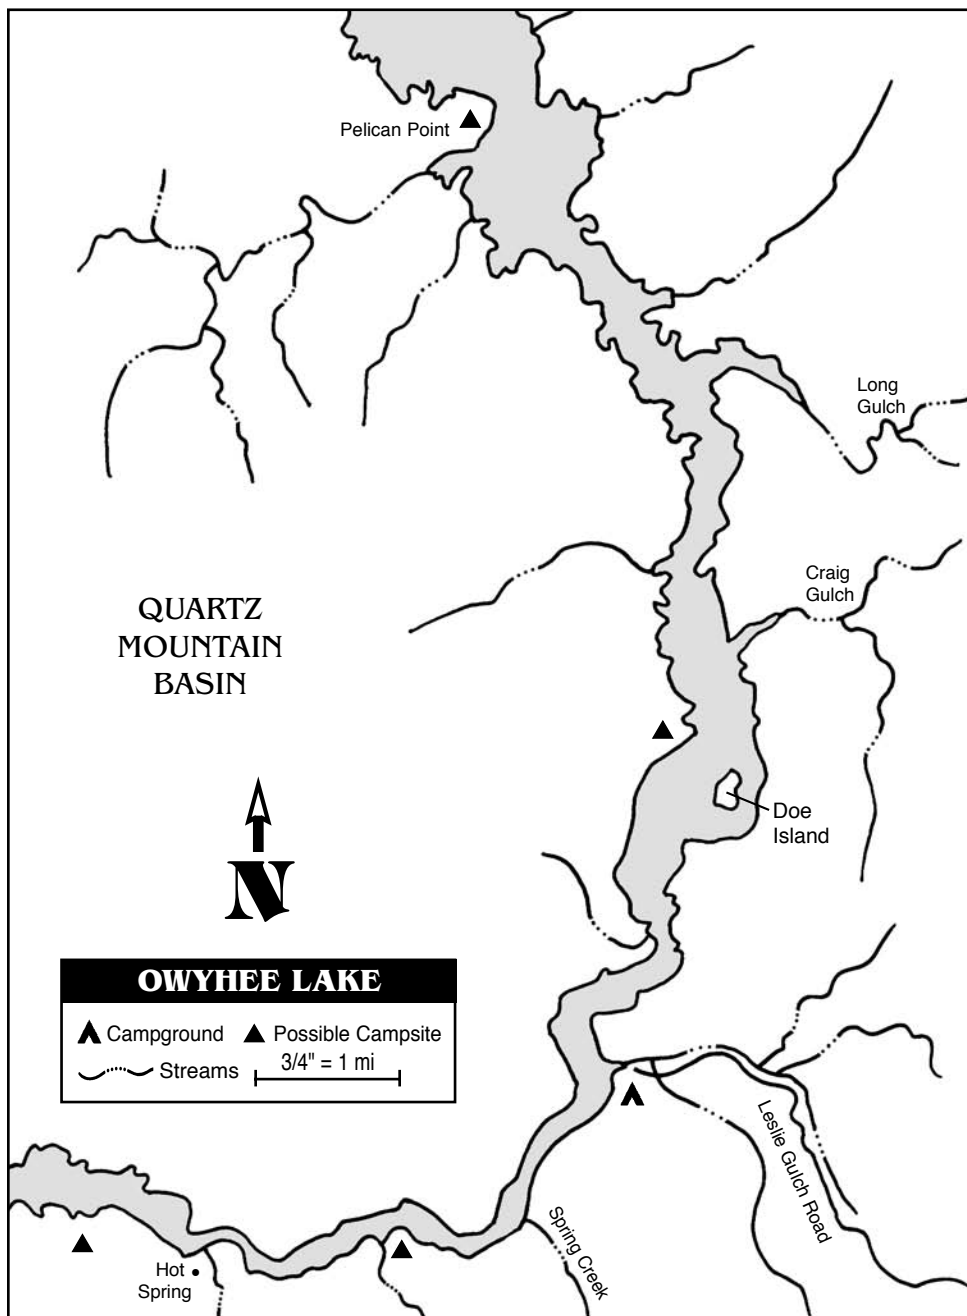 Pelican Point
Long
Gulch
Craig
Gulch
QUARTZ
MOUNTAIN
BASIN
Doe
Island
N
OWYHEE LAKE
Campground
Possible Campsite
Streams
3/4" = 1 mi
Leslie Gulch Road
Spring Creek
Hot
Spring